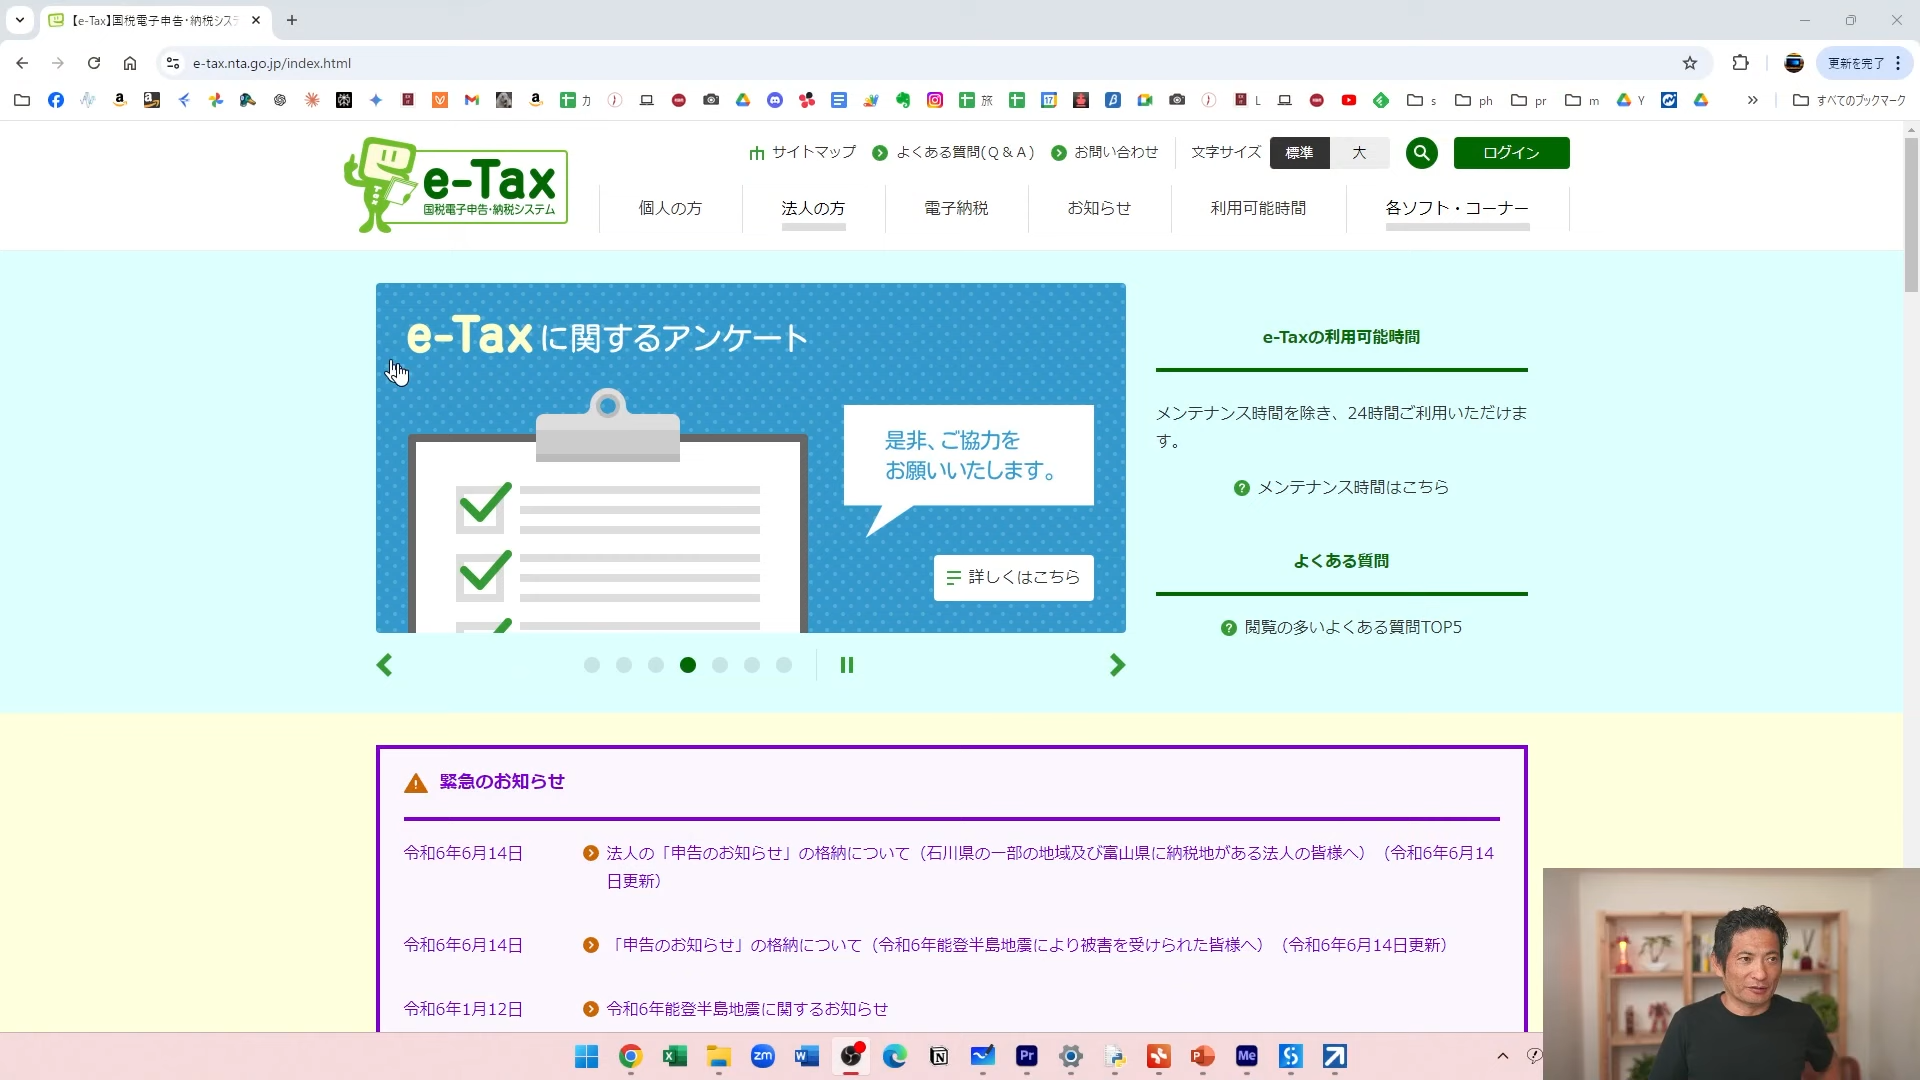 【e-Tax】国税電子申告・納税シス
e-tax.nta.go.jp/index.html
更新を完了
カ
旅
L
s
ph
pr
m
Y
すべてのブックマーク
e-Tax
国税電子申告・納税システム
サイトマップ
よくある質問(Q&A)
お問い合わせ
文字サイズ
標準
大
ログイン
個人の方
法人の方
電子納税
お知らせ
利用可能時間
各ソフト・コーナー
e-Taxに関するアンケート
是非、ご協力を
お願いいたします。
詳しくはこちら
e-Taxの利用可能時間
メンテナンス時間を除き、24時間ご利用いただけま
す。
メンテナンス時間はこちら
よくある質問
閲覧の多いよくある質問TOP5
緊急のお知らせ
令和6年6月14日
法人の「申告のお知らせ」の格納について（石川県の一部の地域及び富山県に納税地がある法人の皆様へ）（令和6年6月14
日更新）
令和6年6月14日
「申告のお知らせ」の格納について（令和6年能登半島地震により被害を受けられた皆様へ）（令和6年6月14日更新）
令和6年1月12日
令和6年能登半島地震に関するお知らせ
zm
Pr
Me